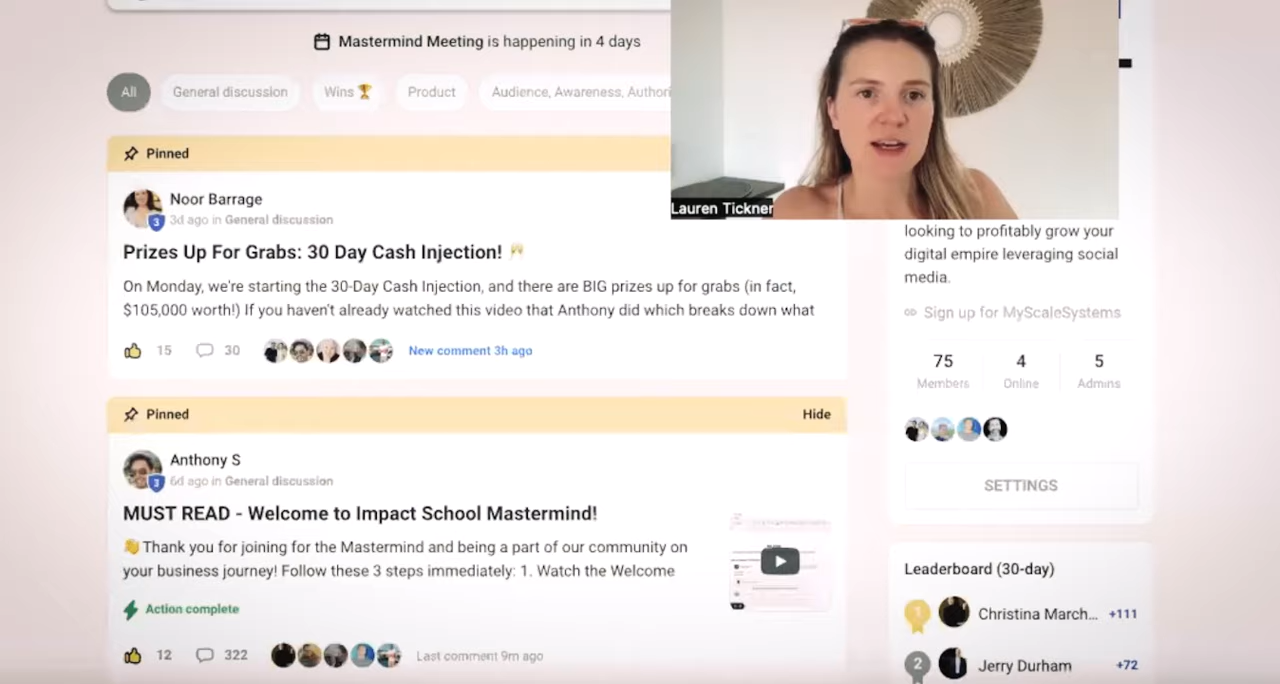 Mastermind Meeting is happening in 4 days
All
General discussion
Wins 🏆
Product
Audience, Awareness, Authori
Pinned
Lauren Tickner
Noor Barrage
3
3d ago in General discussion
Prizes Up For Grabs: 30 Day Cash Injection! 🥂
On Monday, we're starting the 30-Day Cash Injection, and there are BIG prizes up for grabs (in fact,
$105,000 worth!) If you haven't already watched this video that Anthony did which breaks down what
15
30
New comment 3h ago
looking to profitably grow your
digital empire leveraging social
media.
Sign up for MyScaleSystems
75
Members
4
Online
5
Admins
SETTINGS
Pinned
Hide
Anthony S
3
6d ago in General discussion
MUST READ - Welcome to Impact School Mastermind!
👋 Thank you for joining for the Mastermind and being a part of our community on
your business journey! Follow these 3 steps immediately: 1. Watch the Welcome
Action complete
12
322
Last comment 9m ago
Leaderboard (30-day)
1
Christina March...
+111
2
Jerry Durham
+72